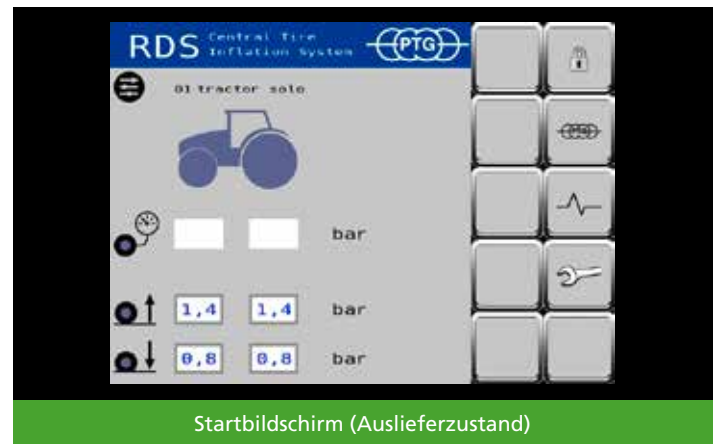 RDS Central Tire
Inflation System
PTG
01 tractor solo
PTG
bar
1,4 1,4 bar
0,8 0,8 bar
Startbildschirm (Auslieferzustand)